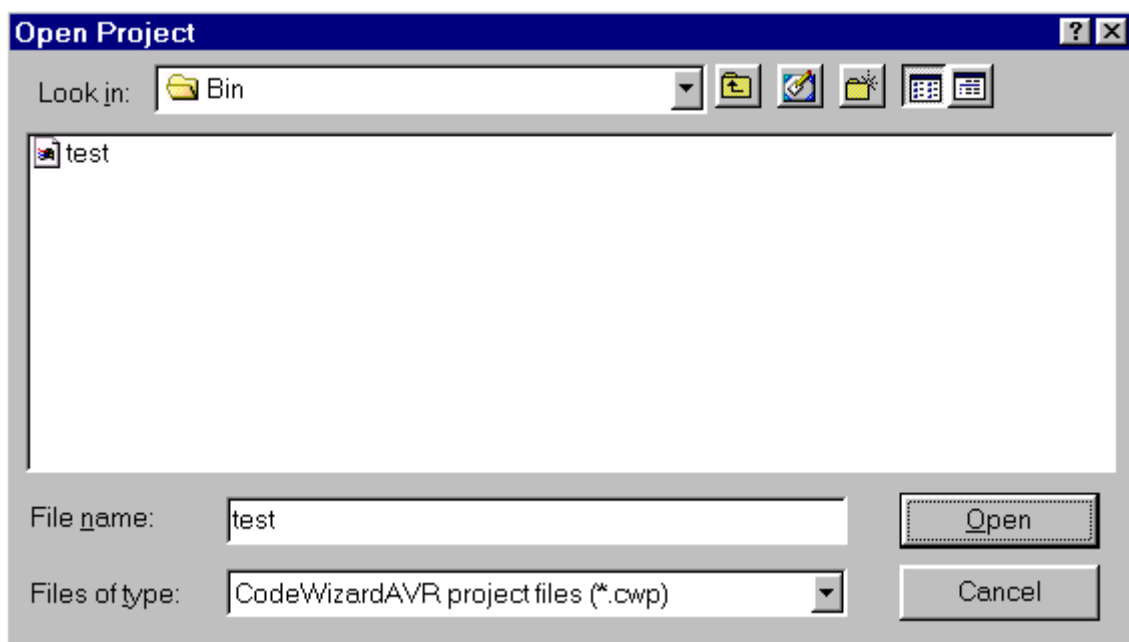 Open Project
Look in: Bin
test
File name: test Open
Files of type: CodeWizardAVR project files (*.cwp) Cancel